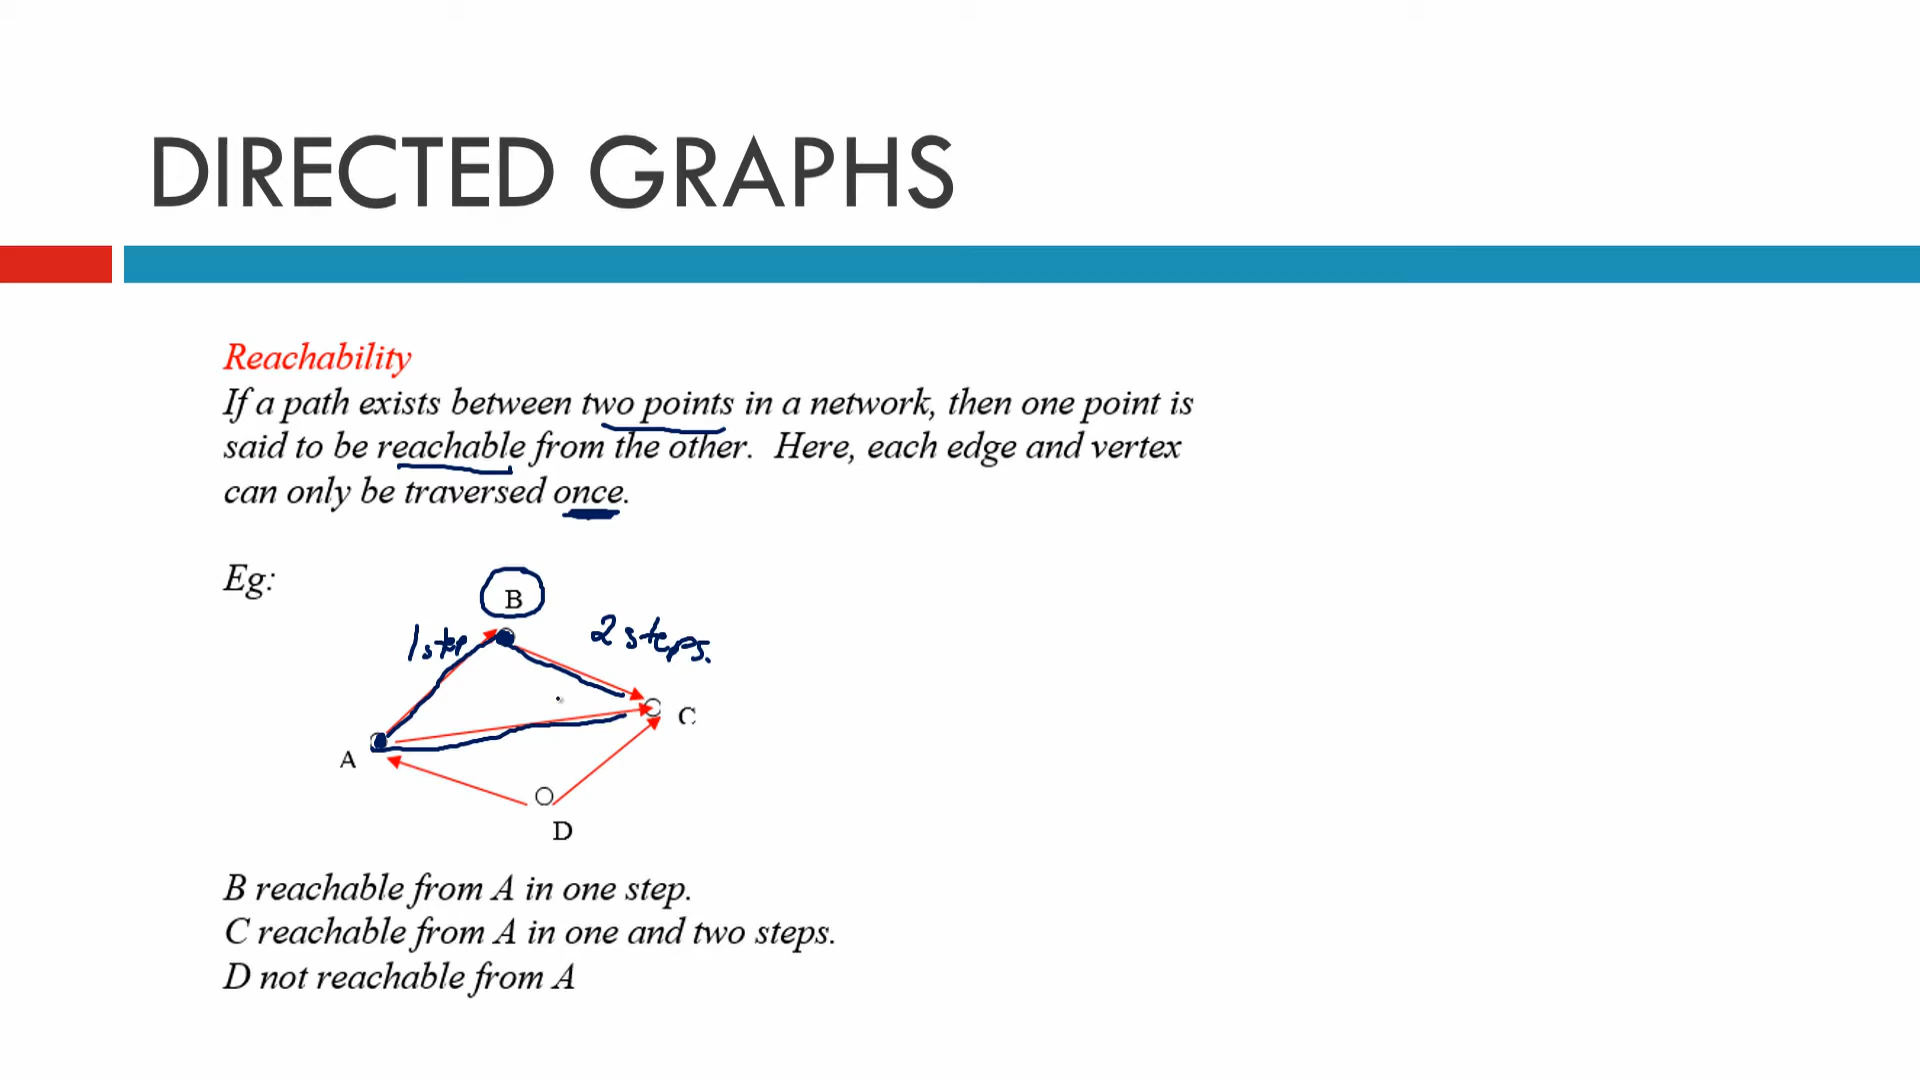 DIRECTED GRAPHS
Reachability
If a path exists between two points in a network, then one point is
said to be reachable from the other. Here, each edge and vertex
can only be traversed once.
Eg:
B
1 step
2 steps.
C
A
D
B reachable from A in one step.
C reachable from A in one and two steps.
D not reachable from A